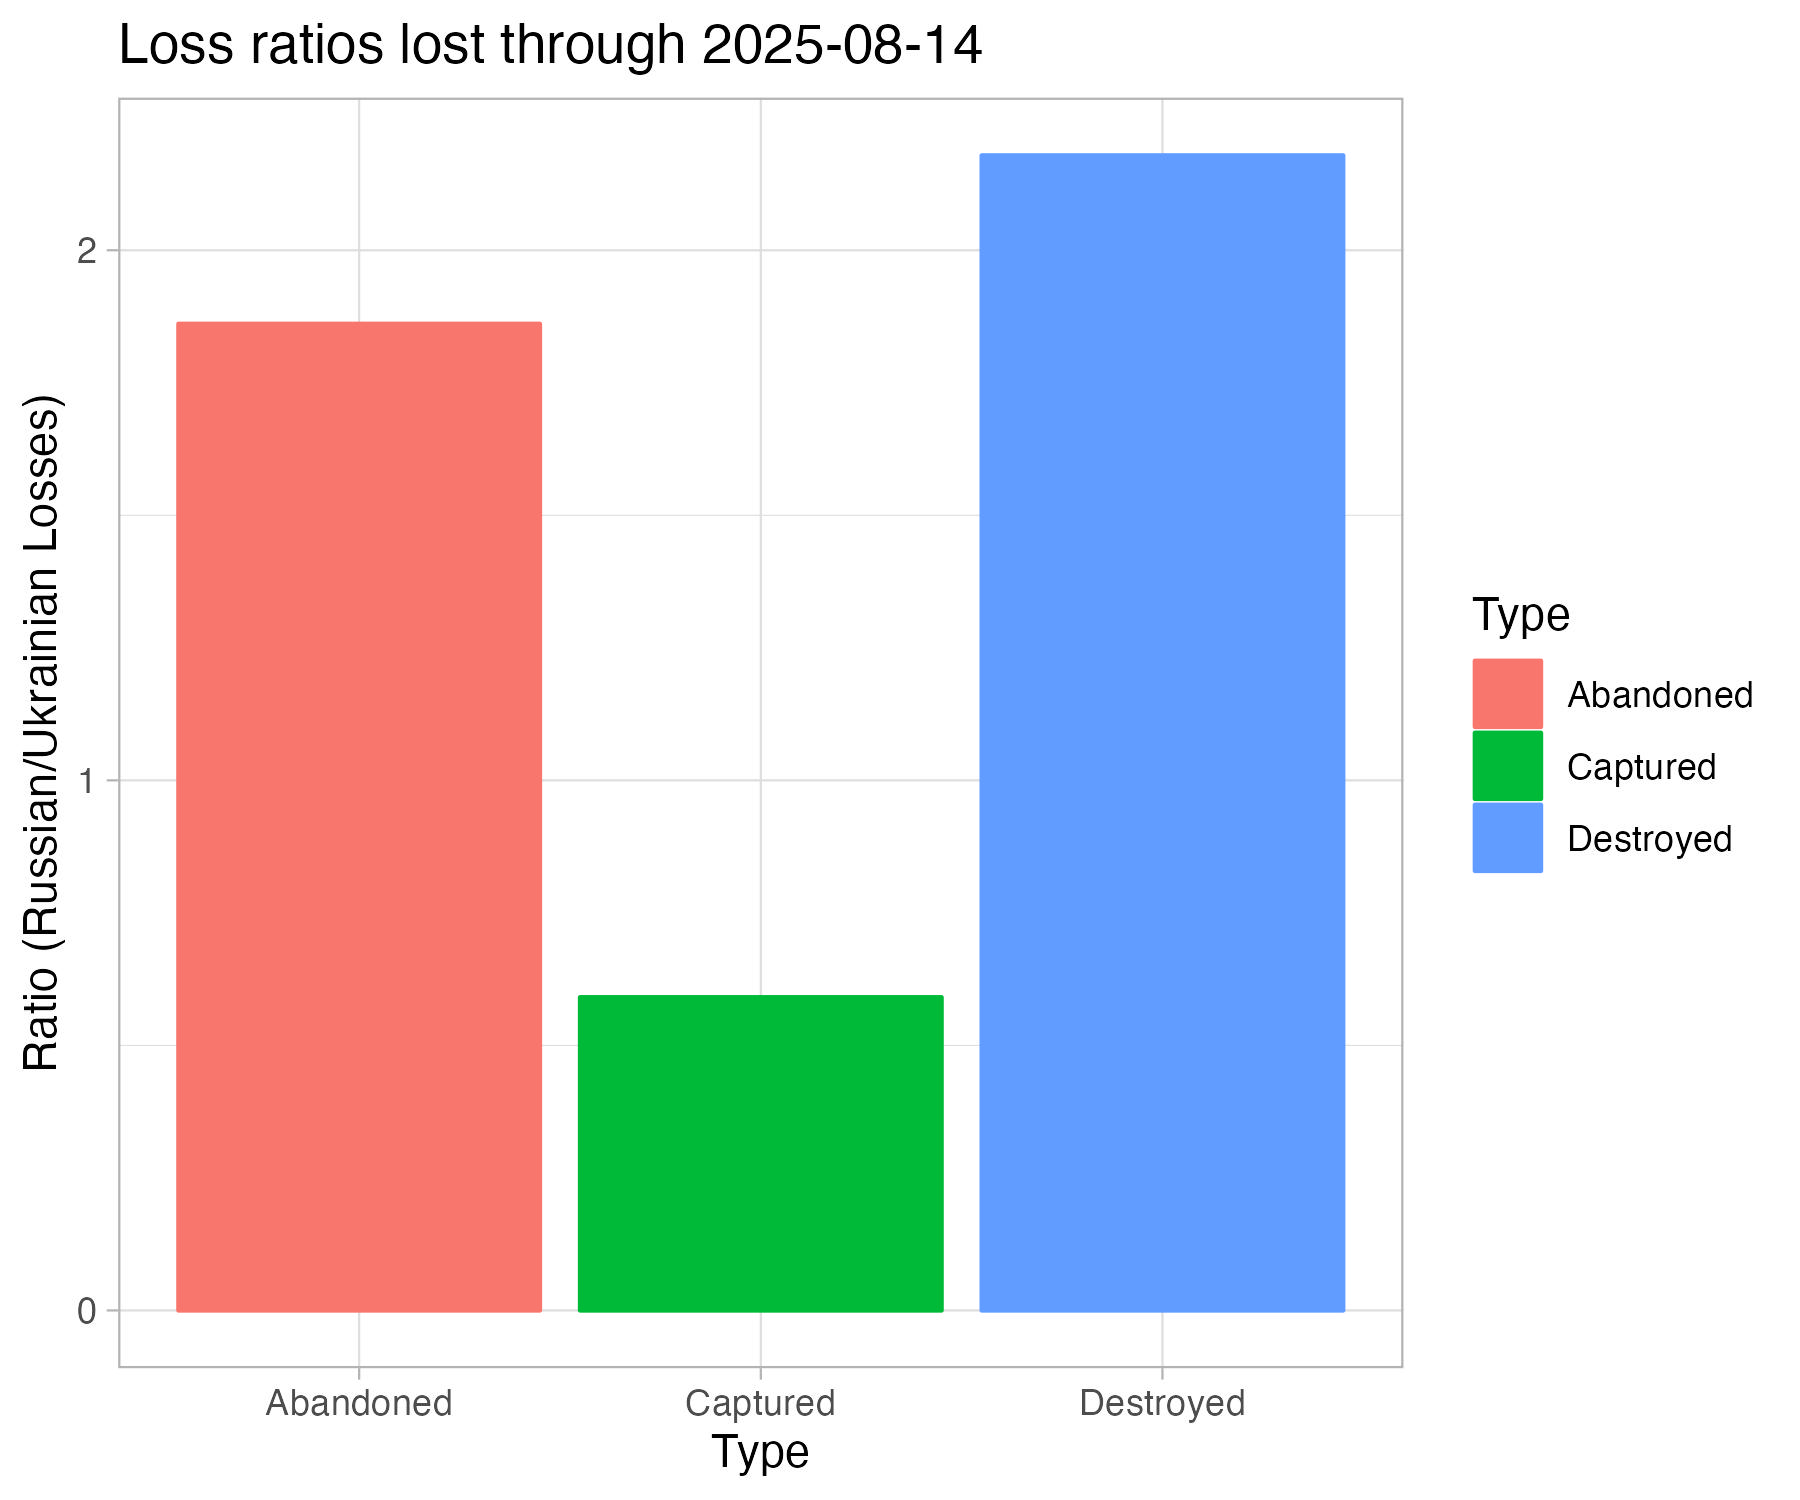 Loss ratios lost through 2025-08-14
Ratio (Russian/Ukrainian Losses)
2
1
0
Abandoned
Captured
Destroyed
Type
Type
Abandoned
Captured
Destroyed